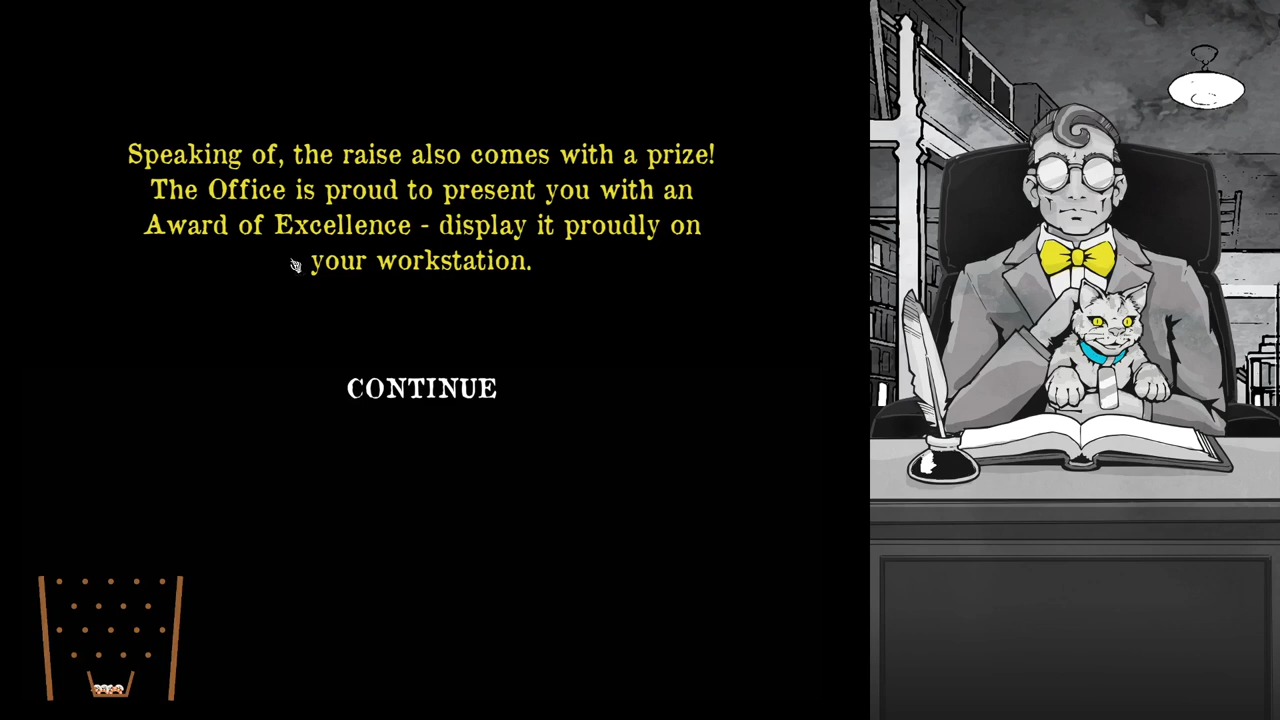 Speaking of, the raise also comes with a prize!
The Office is proud to present you with an
Award of Excellence - display it proudly on
your workstation.
CONTINUE